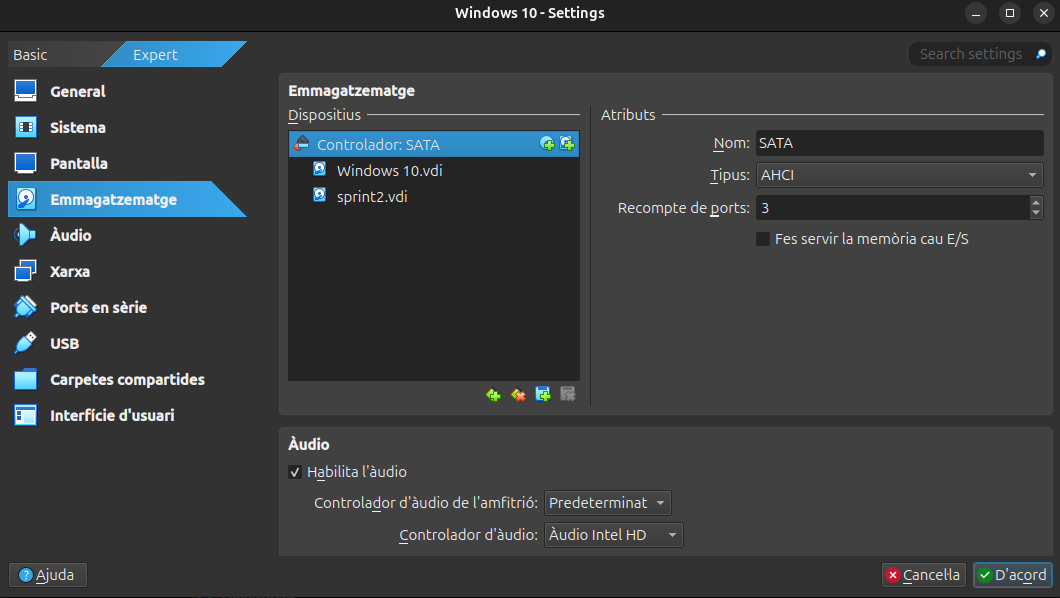 Windows 10 - Settings
Basic
Expert
Search settings
General
Sistema
Pantalla
Emmagatzematge
Àudio
Xarxa
Ports en sèrie
USB
Carpetes compartides
Interfície d'usuari
Emmagatzematge
Dispositius
Controlador: SATA
Windows 10.vdi
sprint2.vdi
Atributs
Nom: SATA
Tipus: AHCI
Recompte de ports: 3
Fes servir la memòria cau E/S
Àudio
Habilita l'àudio
Controlador d'àudio de l'amfitrió: Predeterminat
Controlador d'àudio: Àudio Intel HD
Ajuda
Cancel·la
D'acord